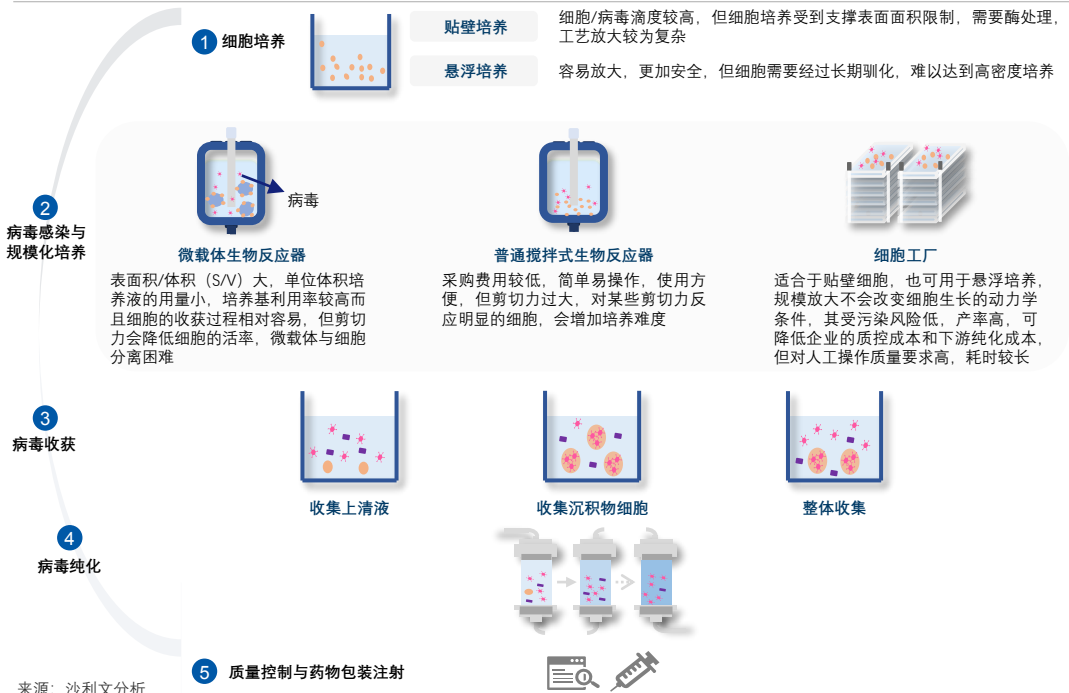 1 细胞培养
贴壁培养
细胞/病毒滴度较高，但细胞培养受到支撑表面面积限制，需要酶处理，
工艺放大较为复杂
悬浮培养
容易放大，更加安全，但细胞需要经过长期驯化，难以达到高密度培养
2
病毒感染与
规模化培养
病毒
微载体生物反应器
表面积/体积（S/V）大，单位体积培
养液的用量小，培养基利用率较高而
且细胞的收获过程相对容易，但剪切
力会降低细胞的活率，微载体与细胞
分离困难
普通搅拌式生物反应器
采购费用较低，简单易操作，使用方
便，但剪切力过大，对某些剪切力反
应明显的细胞，会增加培养难度
细胞工厂
适合于贴壁细胞，也可用于悬浮培养，
规模放大不会改变细胞生长的动力学
条件，其受污染风险低，产率高，可
降低企业的质控成本和下游纯化成本，
但对人工操作质量要求高，耗时较长
3
病毒收获
收集上清液
收集沉积物细胞
整体收集
4
病毒纯化
5 质量控制与药物包装注射
来源：沙利文分析